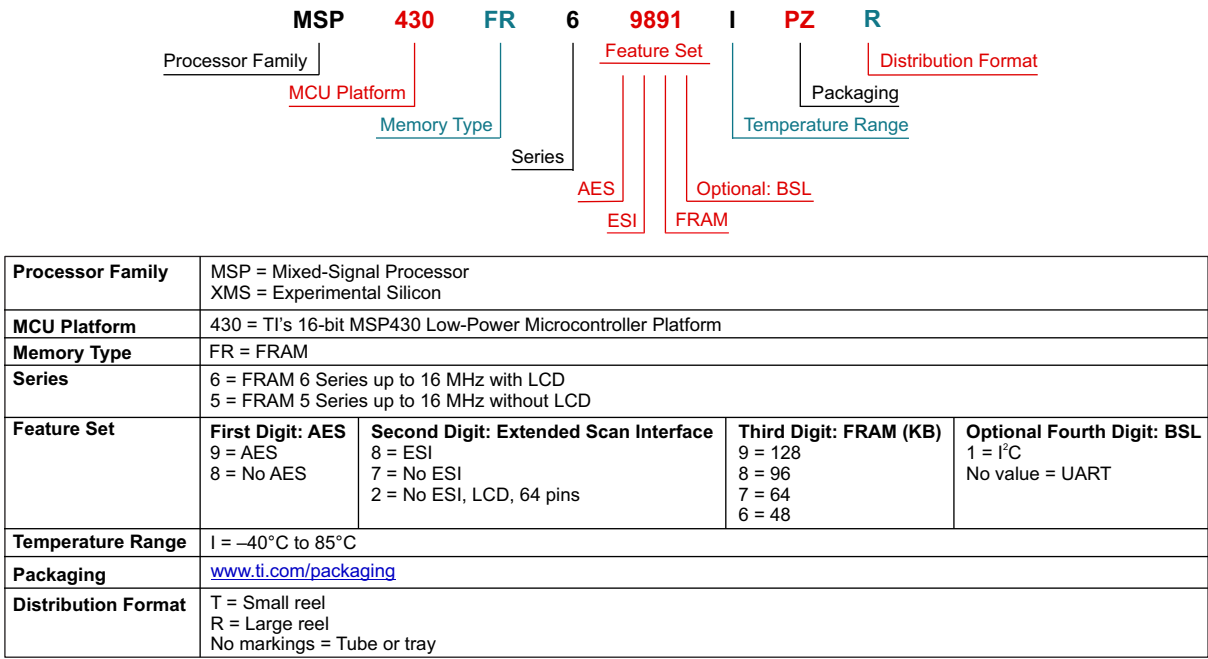 MSP 430 FR 6 9891 I PZ R
Processor Family
Feature Set
Distribution Format
MCU Platform
Packaging
Memory Type
Temperature Range
Series
AES
Optional: BSL
ESI
FRAM
Processor Family
MSP = Mixed-Signal Processor
XMS = Experimental Silicon
MCU Platform
430 = TI's 16-bit MSP430 Low-Power Microcontroller Platform
Memory Type
FR = FRAM
Series
6 = FRAM 6 Series up to 16 MHz with LCD
5 = FRAM 5 Series up to 16 MHz without LCD
Feature Set
First Digit: AES
9 = AES
8 = No AES
Second Digit: Extended Scan Interface
8 = ESI
7 = No ESI
2 = No ESI, LCD, 64 pins
Third Digit: FRAM (KB)
9 = 128
8 = 96
7 = 64
6 = 48
Optional Fourth Digit: BSL
1 = I²C
No value = UART
Temperature Range
I = –40°C to 85°C
Packaging
www.ti.com/packaging
Distribution Format
T = Small reel
R = Large reel
No markings = Tube or tray